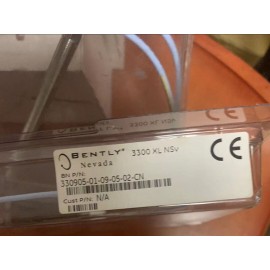 BENTLY® 3300 XL NSv
Nevada
BN P/N:
330905-01-09-05-02-CN
Cust P/N: N/A
CE